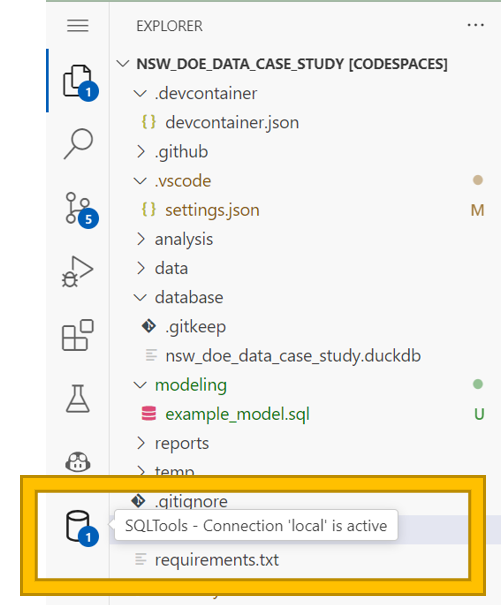 EXPLORER
NSW_DOE_DATA_CASE_STUDY [CODESPACES]
.devcontainer
{} devcontainer.json
.github
.vscode
{} settings.json M
analysis
data
database
.gitkeep
nsw_doe_data_case_study.duckdb
modeling
example_model.sql U
reports
temp
.gitignore
SQLTools - Connection 'local' is active
requirements.txt
1
5
1